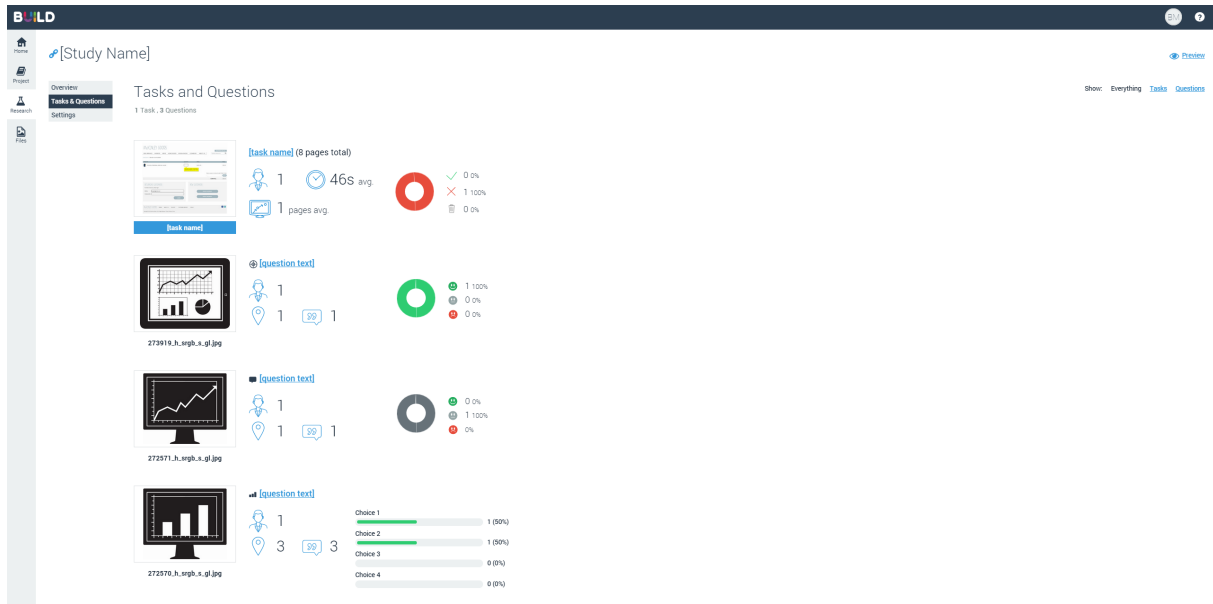 BUILD
BM ?
Home
[Study Name]
Preview
Project
Overview
Tasks and Questions
Show: Everything Tasks Questions
Tasks & Questions
Research
1 Task , 3 Questions
Settings
Files
[task name] (8 pages total)
1 46s avg.
0 0%
1 100%
0 0%
1 pages avg.
[task name]
[question text]
1
1 1
1 100%
0 0%
0 0%
273919_h_srgb_s_gl.jpg
[question text]
1
1 1
0 0%
1 100%
0%
272571_h_srgb_s_gl.jpg
[question text]
1
3 3
Choice 1
1 (50%)
Choice 2
1 (50%)
Choice 3
0 (0%)
Choice 4
0 (0%)
272570_h_srgb_s_gl.jpg